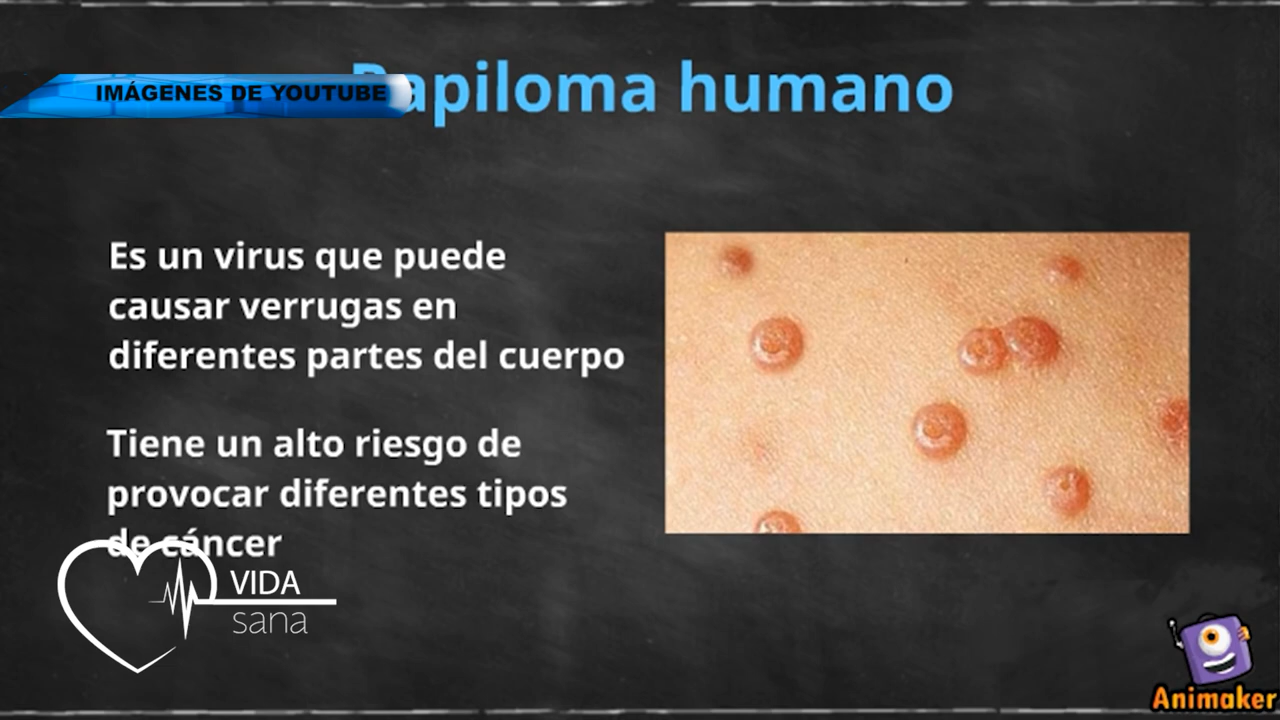 Papiloma humano
IMÁGENES DE YOUTUBE
Es un virus que puede
causar verrugas en
diferentes partes del cuerpo
Tiene un alto riesgo de
provocar diferentes tipos
de cáncer
VIDA
sana
Animaker